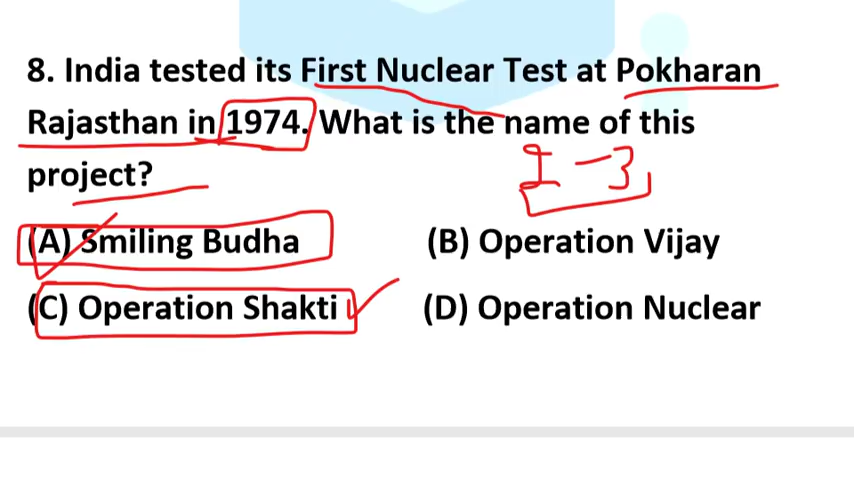 8. India tested its First Nuclear Test at Pokharan
Rajasthan in 1974. What is the name of this
project?
I - 3
(A) Smiling Budha (B) Operation Vijay
(C) Operation Shakti (D) Operation Nuclear